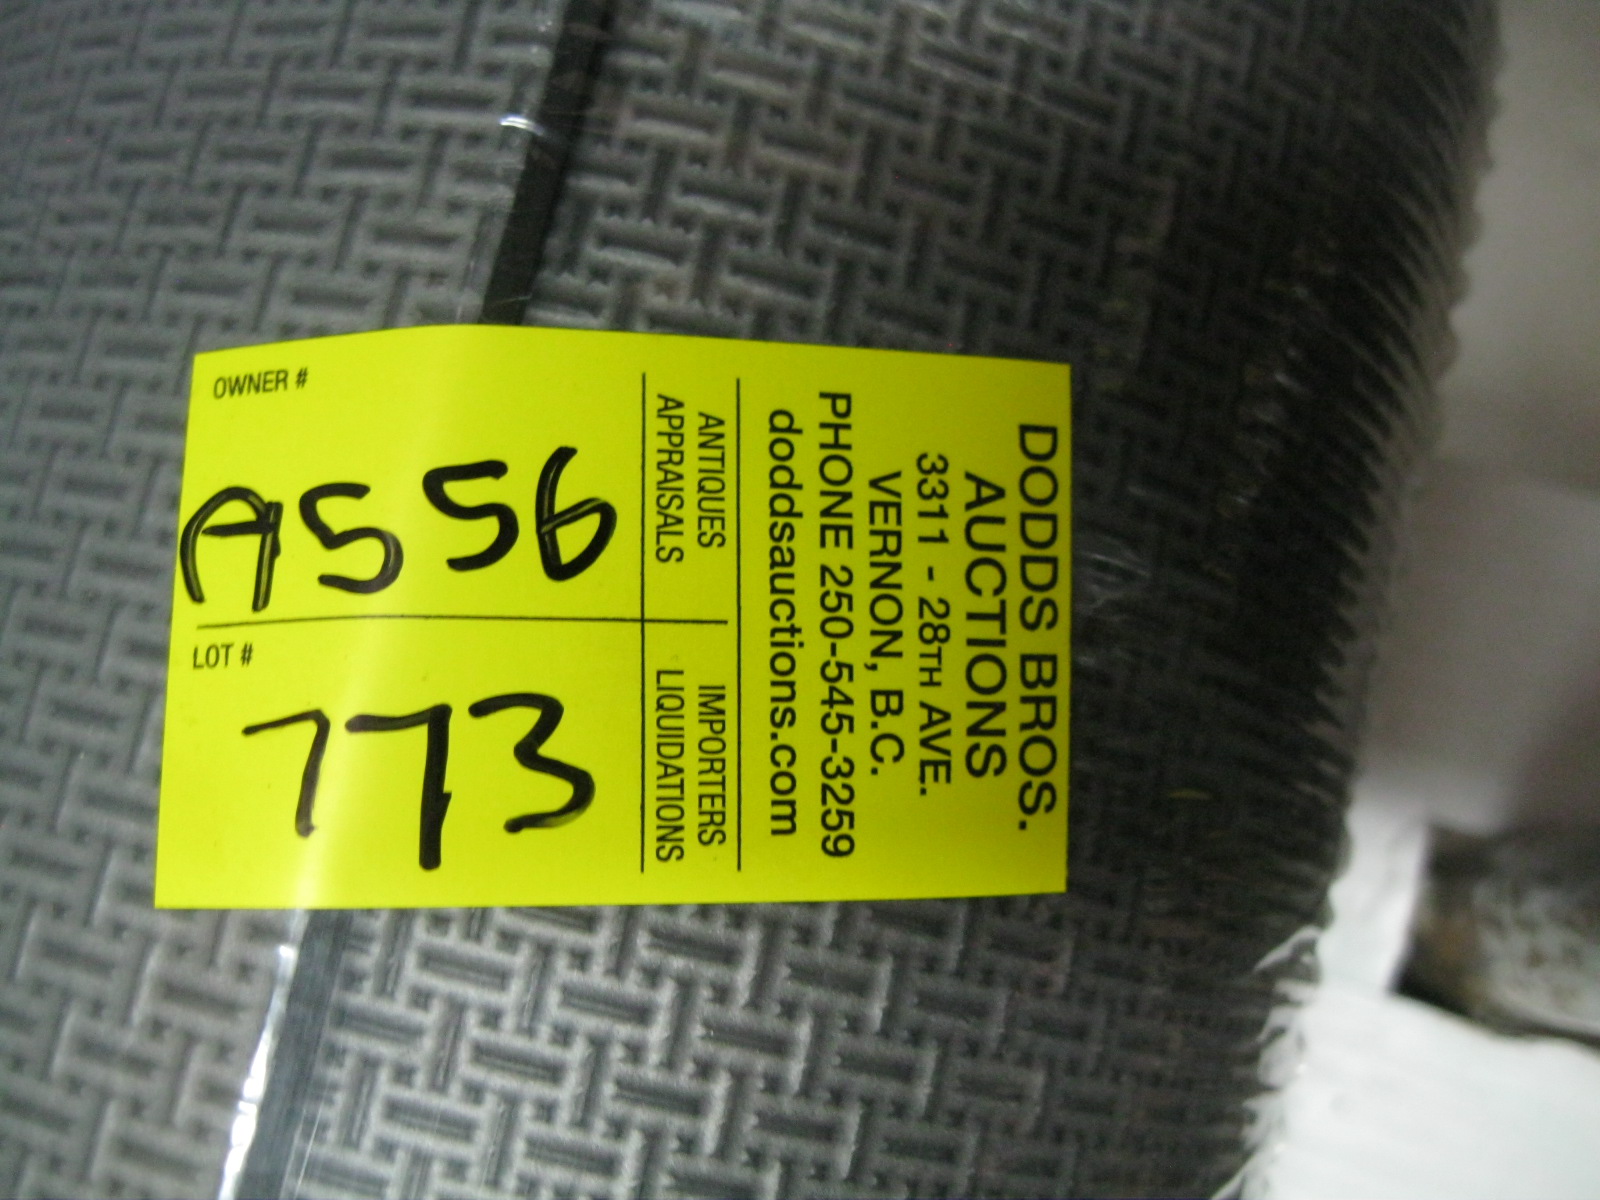 DODDS BROS.
AUCTIONS
3311 - 28TH AVE.
VERNON, B.C.
PHONE 250-545-3259
doddsauctions.com
ANTIQUES
APPRAISALS
IMPORTERS
LIQUIDATIONS
OWNER #
A556
LOT #
773